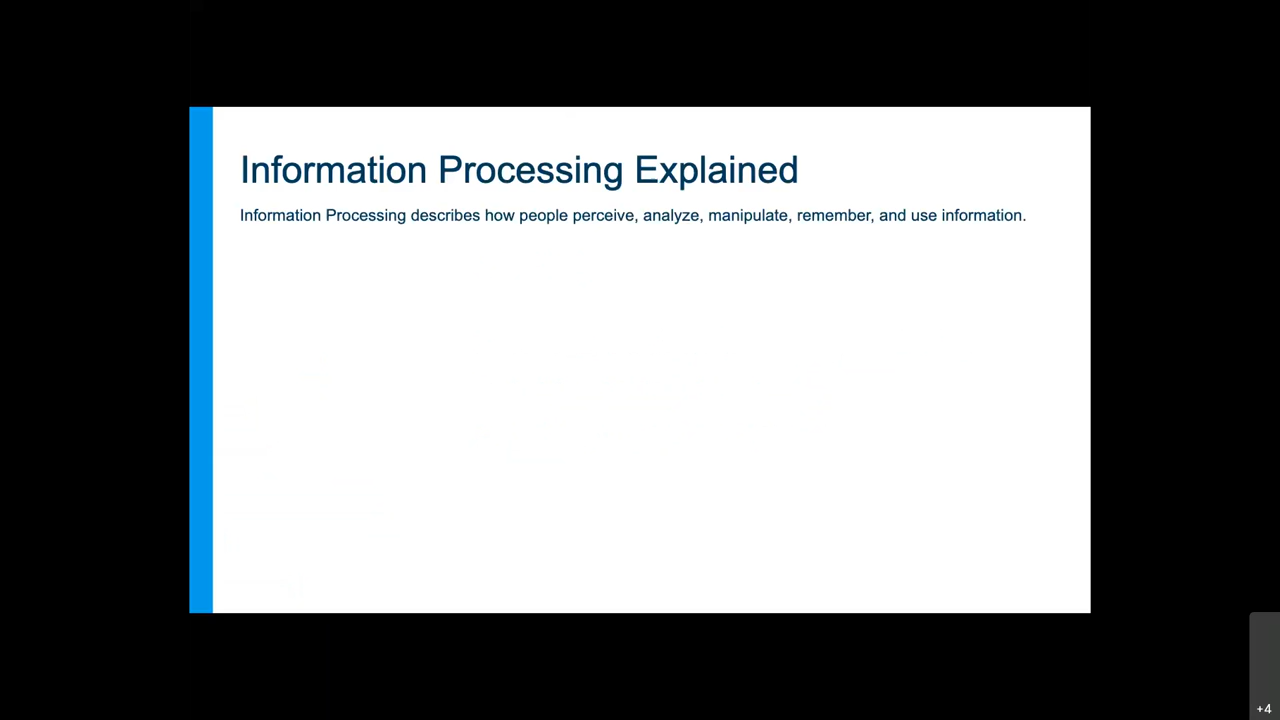 Information Processing Explained
Information Processing describes how people perceive, analyze, manipulate, remember, and use information.
+4